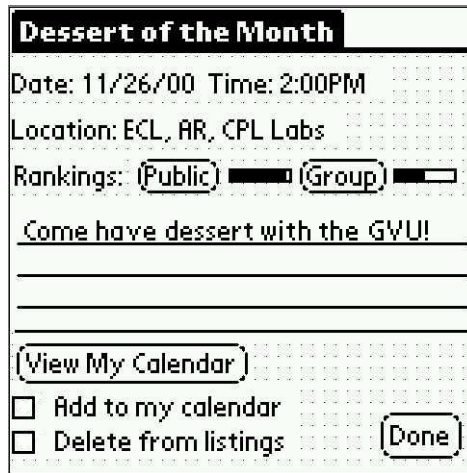 Dessert of the Month
Date: 11/26/00 Time: 2:00PM
Location: ECL, AR, CPL Labs
Rankings: Public Group
Come have dessert with the GVU!
View My Calendar
Add to my calendar
Delete from listings
Done